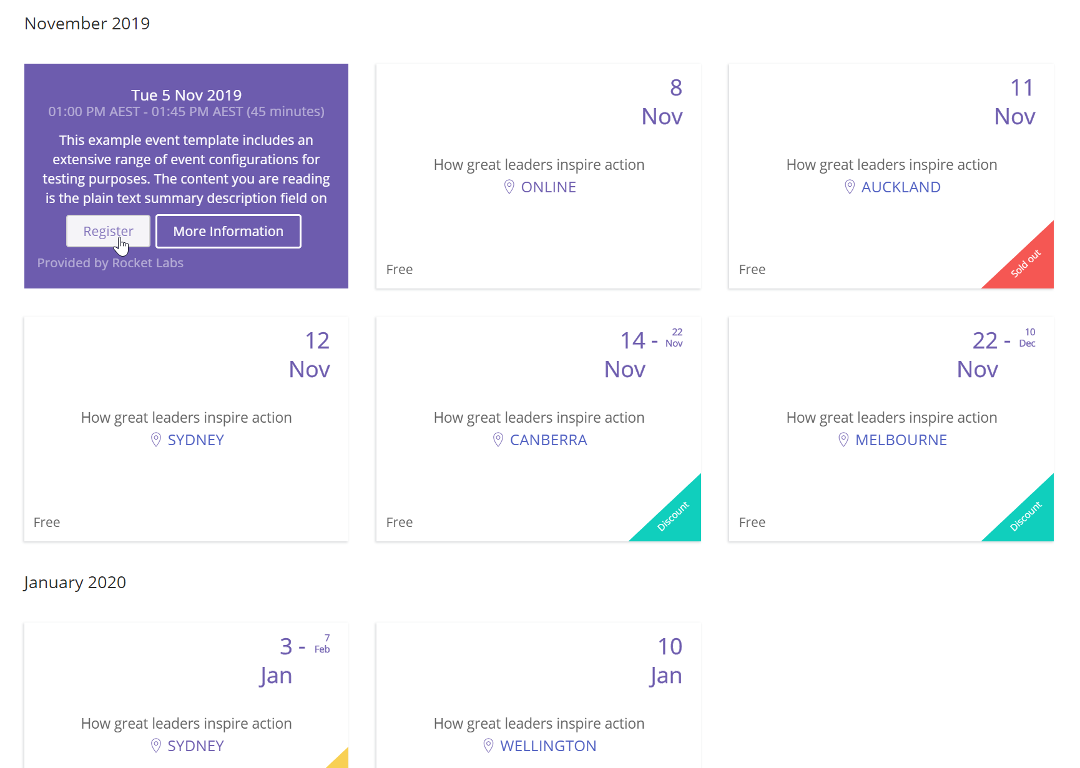 November 2019
Tue 5 Nov 2019
01:00 PM AEST - 01:45 PM AEST (45 minutes)
This example event template includes an
extensive range of event configurations for
testing purposes. The content you are reading
is the plain text summary description field on
Register
More Information
Provided by Rocket Labs
8
Nov
How great leaders inspire action
ONLINE
Free
11
Nov
How great leaders inspire action
AUCKLAND
Free
Sold out
12
Nov
How great leaders inspire action
SYDNEY
Free
14 - 22 Nov
Nov
How great leaders inspire action
CANBERRA
Free
Discount
22 - 10 Dec
Nov
How great leaders inspire action
MELBOURNE
Free
Discount
January 2020
3 - 7 Feb
Jan
How great leaders inspire action
SYDNEY
10
Jan
How great leaders inspire action
WELLINGTON